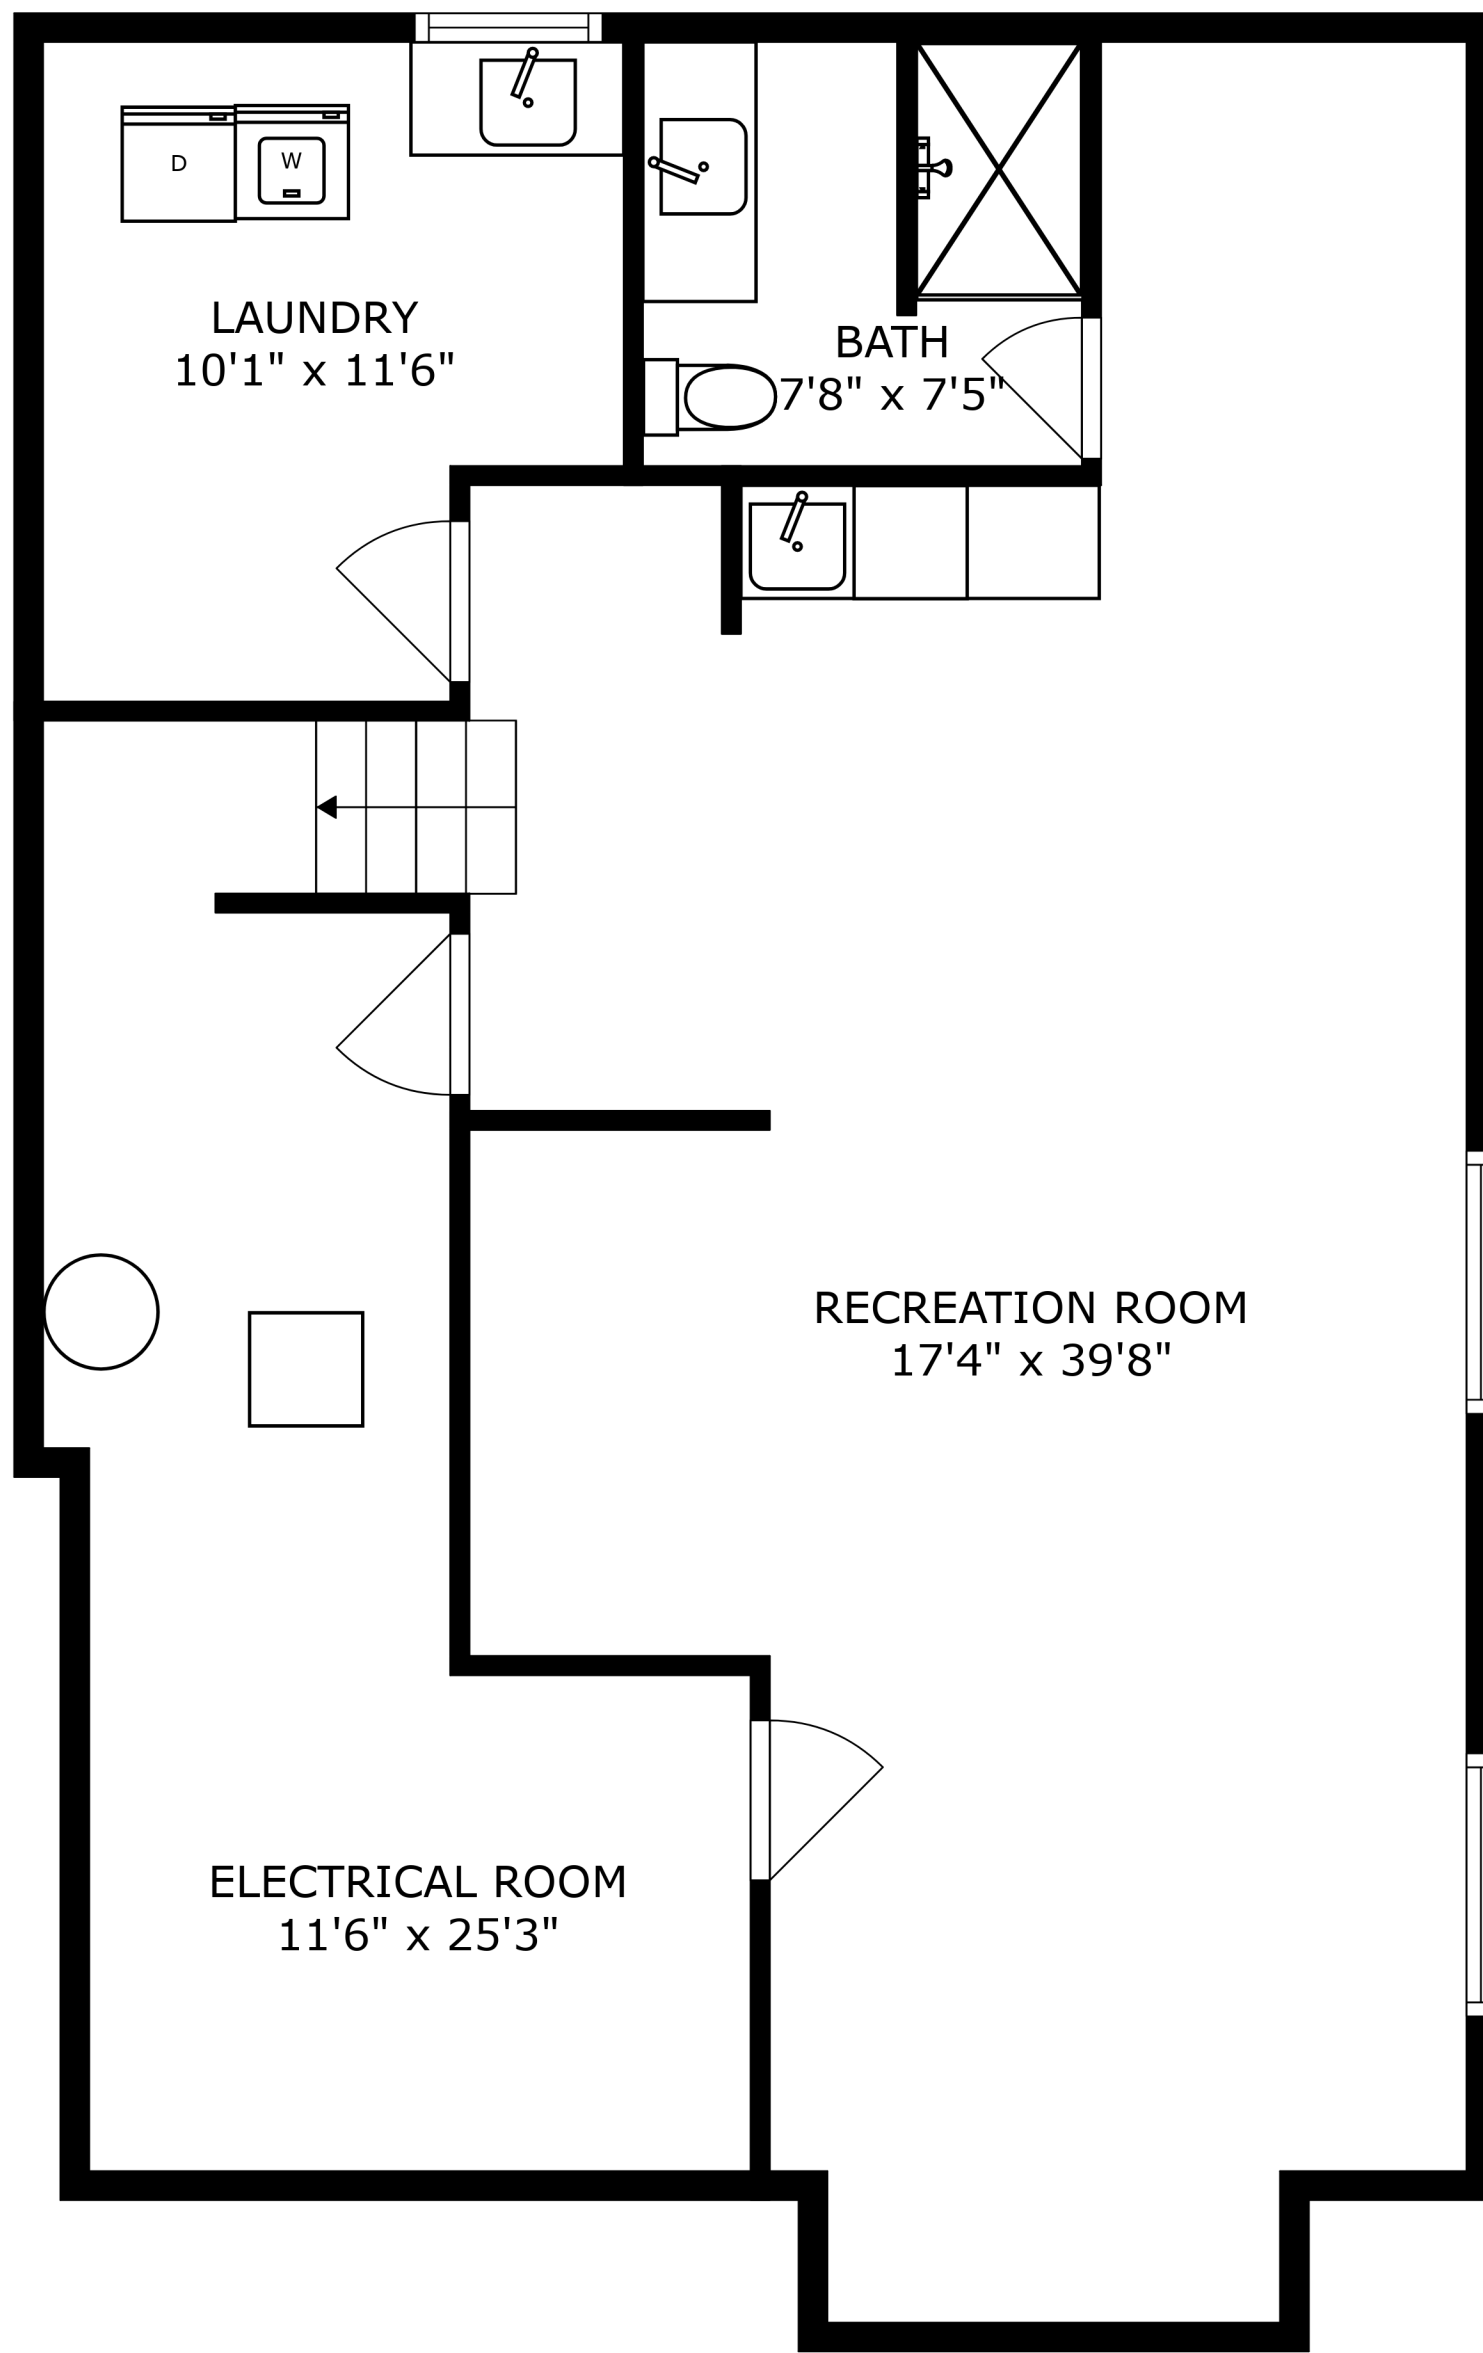 D
W
LAUNDRY
10'1" x 11'6"
BATH
7'8" x 7'5"
RECREATION ROOM
17'4" x 39'8"
ELECTRICAL ROOM
11'6" x 25'3"